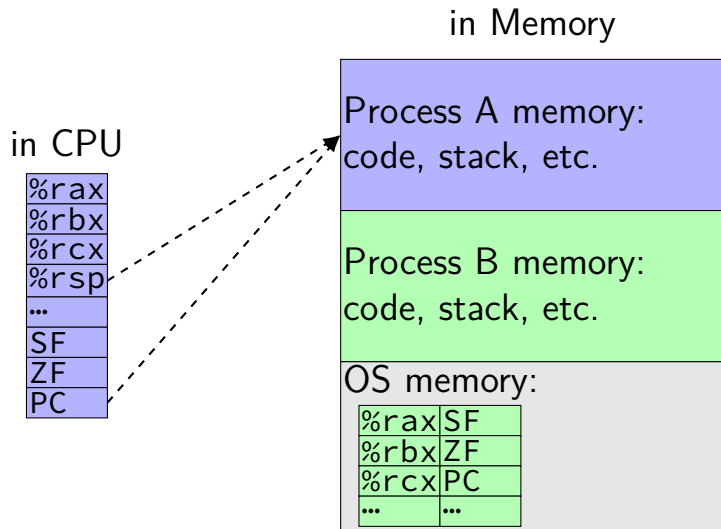 in Memory
in CPU
%rax
%rbx
%rcx
%rsp
…
SF
ZF
PC
Process A memory:
code, stack, etc.
Process B memory:
code, stack, etc.
OS memory:
%rax SF
%rbx ZF
%rcx PC
… …